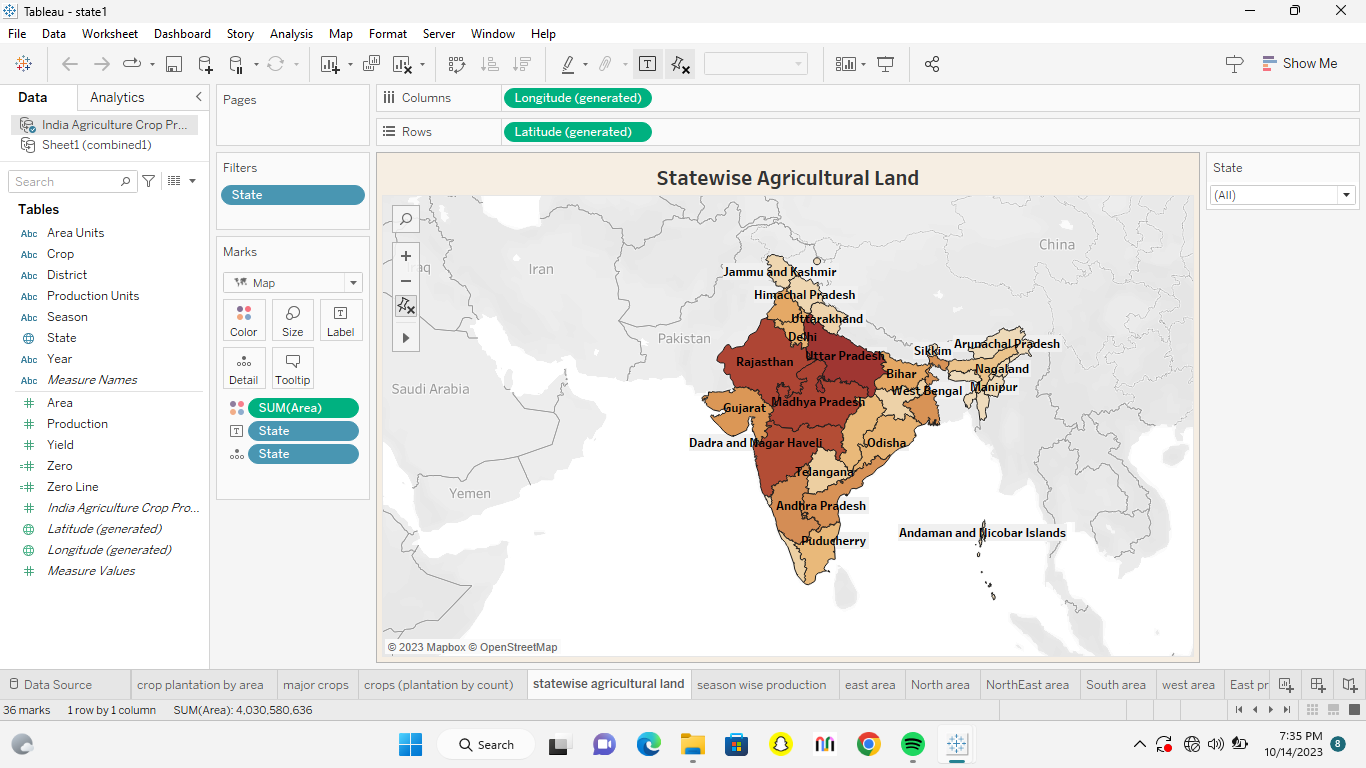 Tableau - state1
File Data Worksheet Dashboard Story Analysis Map Format Server Window Help
Show Me
Data Analytics
India Agriculture Crop Pr...
Sheet1 (combined1)
Search
Tables
Abc Area Units
Abc Crop
Abc District
Abc Production Units
Abc Season
State
Abc Year
Abc Measure Names
Area
Production
Yield
Zero
Zero Line
India Agriculture Crop Pro...
Latitude (generated)
Longitude (generated)
Measure Values
Pages
Filters
State
Marks
Map
Color Size Label
Detail Tooltip
SUM(Area)
State
State
Columns Longitude (generated)
Rows Latitude (generated)
Statewise Agricultural Land
China
Iraq
Iran
Jammu and Kashmir
Himachal Pradesh
Uttarakhand
Pakistan
Delhi
Arunachal Pradesh
Sikkim
Uttar Pradesh
Rajasthan
Nagaland
Bihar
Saudi Arabia
Manipur
West Bengal
Madhya Pradesh
Gujarat
Dadra and Nagar Haveli
Odisha
Telangana
Yemen
Andhra Pradesh
Andaman and Nicobar Islands
Puducherry
© 2023 Mapbox © OpenStreetMap
State
(All)
Data Source crop plantation by area major crops crops (plantation by count) statewise agricultural land season wise production east area North area NorthEast area South area west area East pr
36 marks 1 row by 1 column SUM(Area): 4,030,580,636
Search
7:35 PM
10/14/2023
8